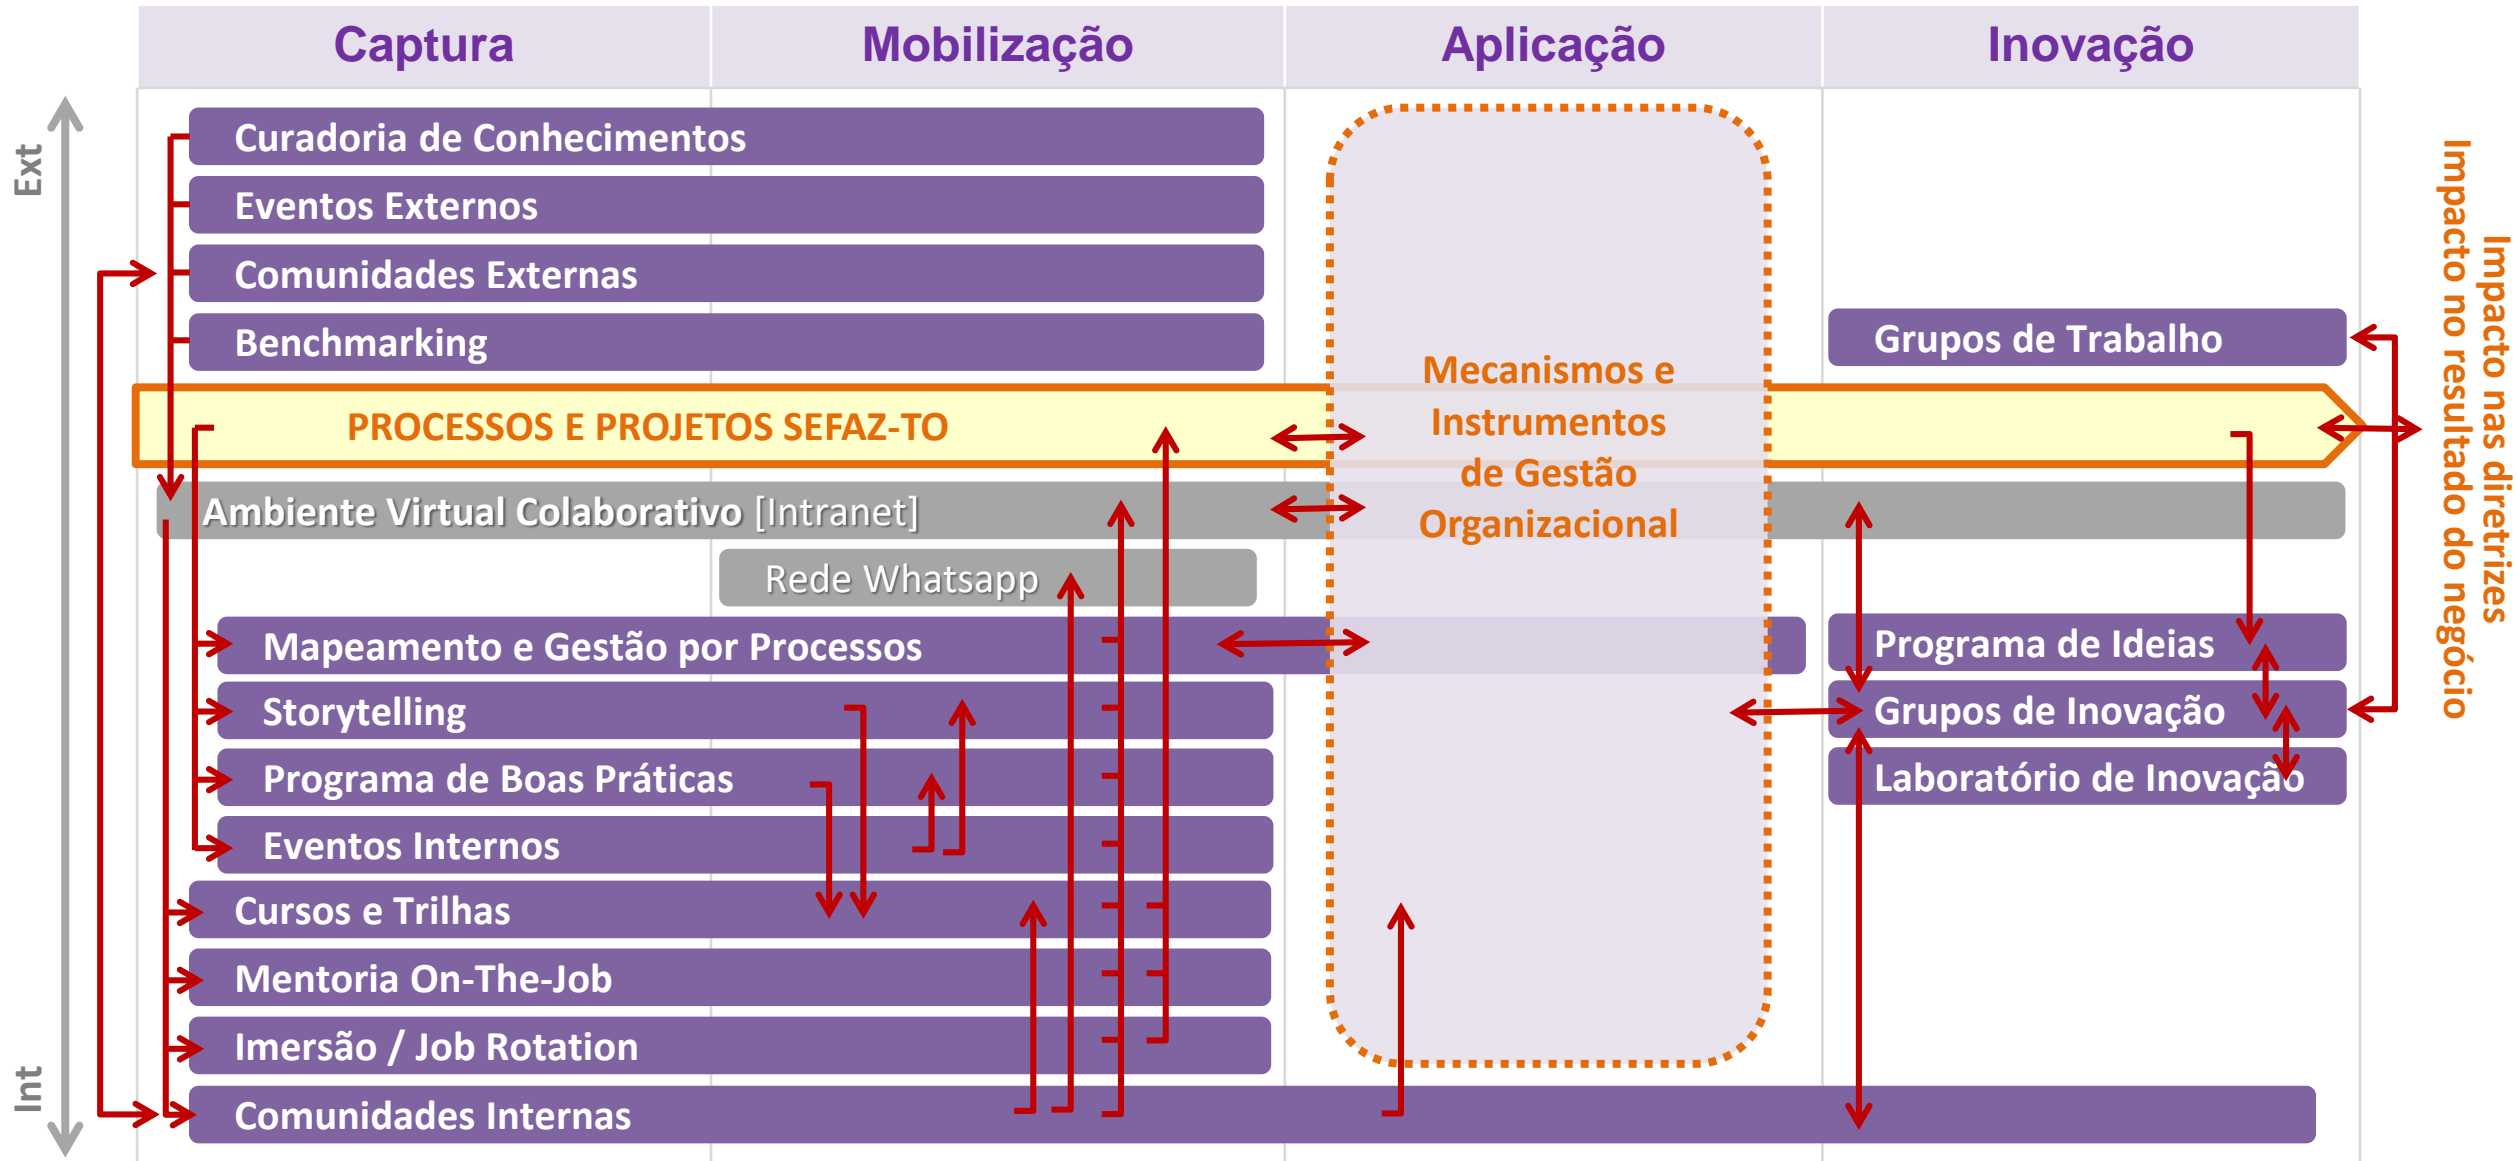 Captura
Mobilização
Aplicação
Inovação
Ext
Curadoria de Conhecimentos
Eventos Externos
Comunidades Externas
Benchmarking
Grupos de Trabalho
PROCESSOS E PROJETOS SEFAZ-TO
Mecanismos e
Instrumentos
de Gestão
Organizacional
Ambiente Virtual Colaborativo [Intranet]
Rede Whatsapp
Mapeamento e Gestão por Processos
Storytelling
Programa de Boas Práticas
Eventos Internos
Cursos e Trilhas
Mentoria On-The-Job
Imersão / Job Rotation
Comunidades Internas
Programa de Ideias
Grupos de Inovação
Laboratório de Inovação
Int
Impacto nas diretrizes
Impacto no resultado do negócio